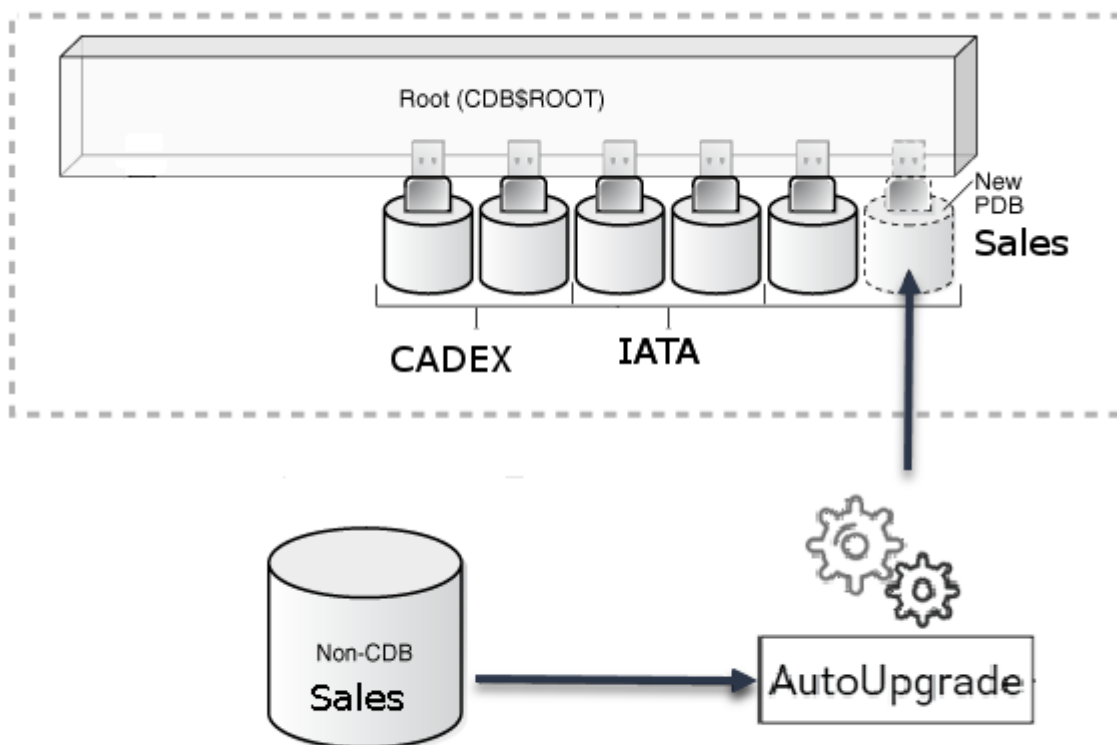 Root (CDB$ROOT)
New
PDB
Sales
CADEX
IATA
Non-CDB
Sales
AutoUpgrade